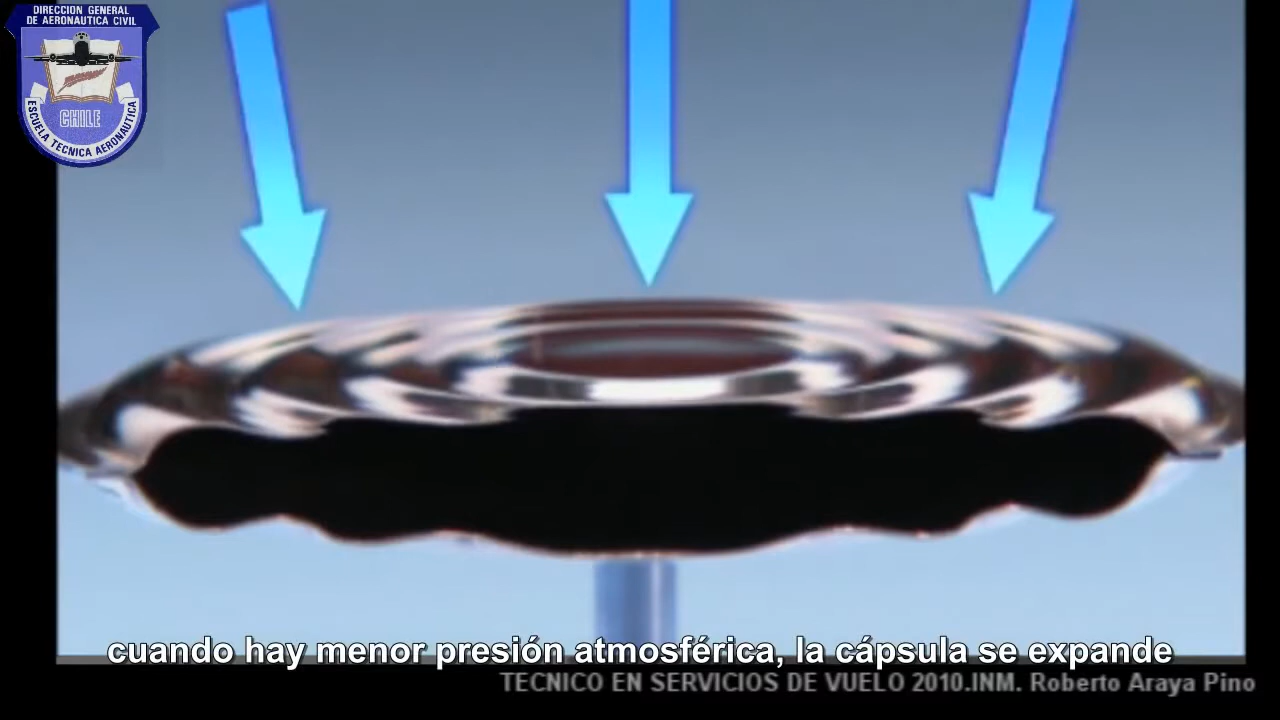 DIRECCION GENERAL
DE AERONAUTICA CIVIL
CHILE
ESCUELA TECNICA AERONAUTICA
cuando hay menor presión atmosférica, la cápsula se expande
TECNICO EN SERVICIOS DE VUELO 2010.INM. Roberto Araya Pino